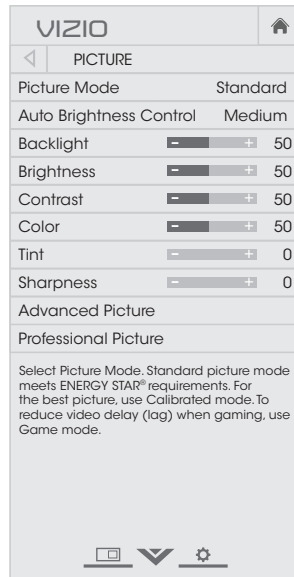 VIZIO
PICTURE
Picture Mode Standard
Auto Brightness Control Medium
Backlight - + 50
Brightness - + 50
Contrast - + 50
Color - + 50
Tint - + 0
Sharpness - + 0
Advanced Picture
Professional Picture
Select Picture Mode. Standard picture mode
meets ENERGY STAR® requirements. For
the best picture, use Calibrated mode. To
reduce video delay (lag) when gaming, use
Game mode.